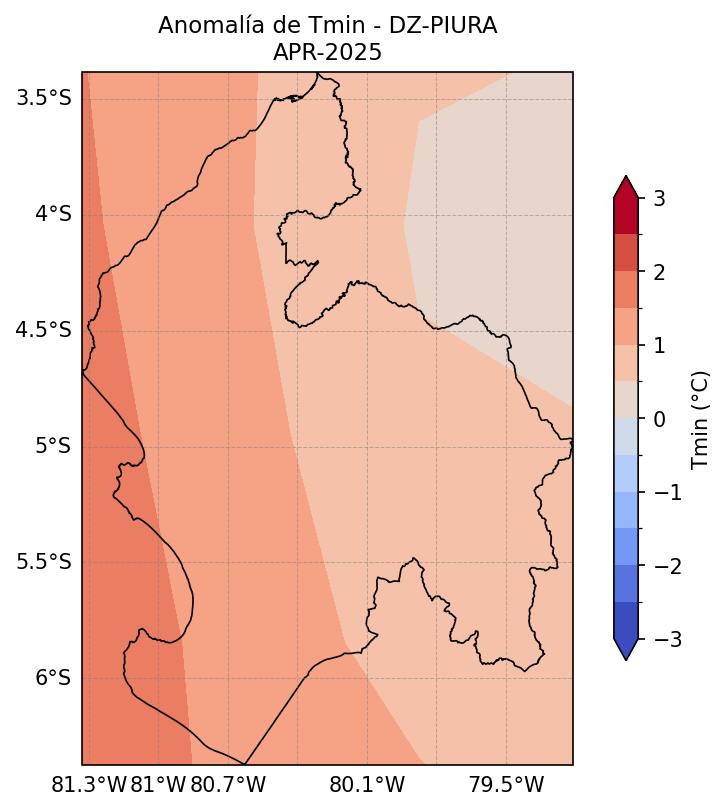 Anomalía de Tmin - DZ-PIURA
APR-2025
3.5°S
4°S
4.5°S
5°S
5.5°S
6°S
81.3°W 81°W 80.7°W 80.1°W 79.5°W
3
2
1
0
−1
−2
−3
Tmin (°C)